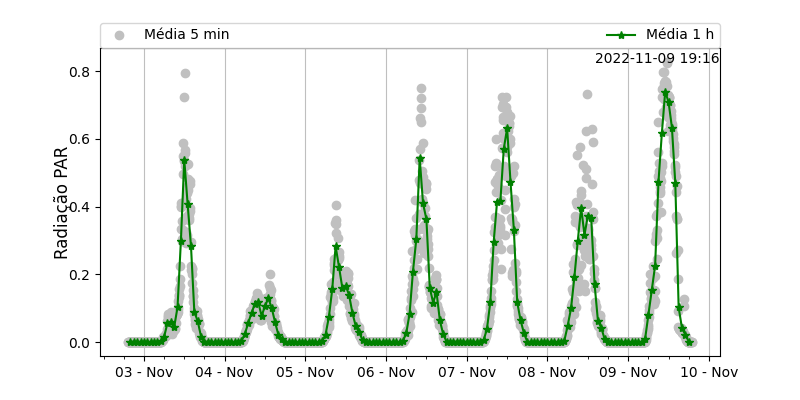 Média 5 min
Média 1 h
2022-11-09 19:16
Radiação PAR
0.8
0.6
0.4
0.2
0.0
03 - Nov
04 - Nov
05 - Nov
06 - Nov
07 - Nov
08 - Nov
09 - Nov
10 - Nov